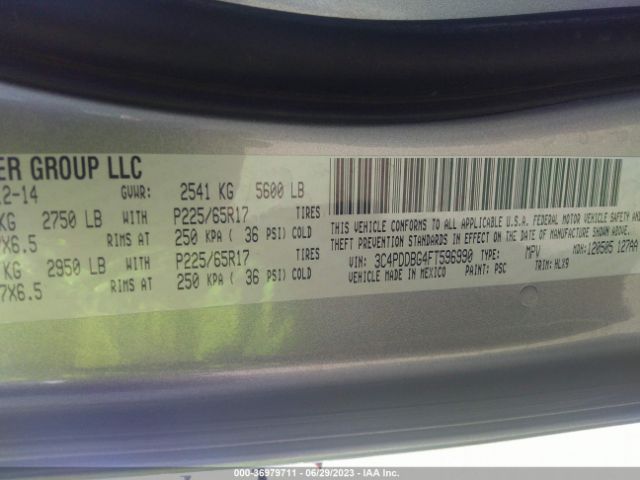 ER GROUP LLC
2-14 GVWR: 2541 KG 5600 LB
KG 2750 LB WITH P225/65R17 TIRES
7X6.5 RIMS AT 250 KPA ( 36 PSI) COLD
KG 2950 LB WITH P225/65R17 TIRES
7X6.5 RIMS AT 250 KPA ( 36 PSI) COLD
THIS VEHICLE CONFORMS TO ALL APPLICABLE U.S.A. FEDERAL MOTOR VEHICLE SAFETY AND
THEFT PREVENTION STANDARDS IN EFFECT ON THE DATE OF MANUFACTURE SHOWN
VIN: 3C4PDDBG4FT596990 TYPE: MPV MDH: 120505 127AA
VEHICLE MADE IN MEXICO PAINT: PSC TRIM: HLX9
000-36979711 - 06/29/2023 - IAA Inc.